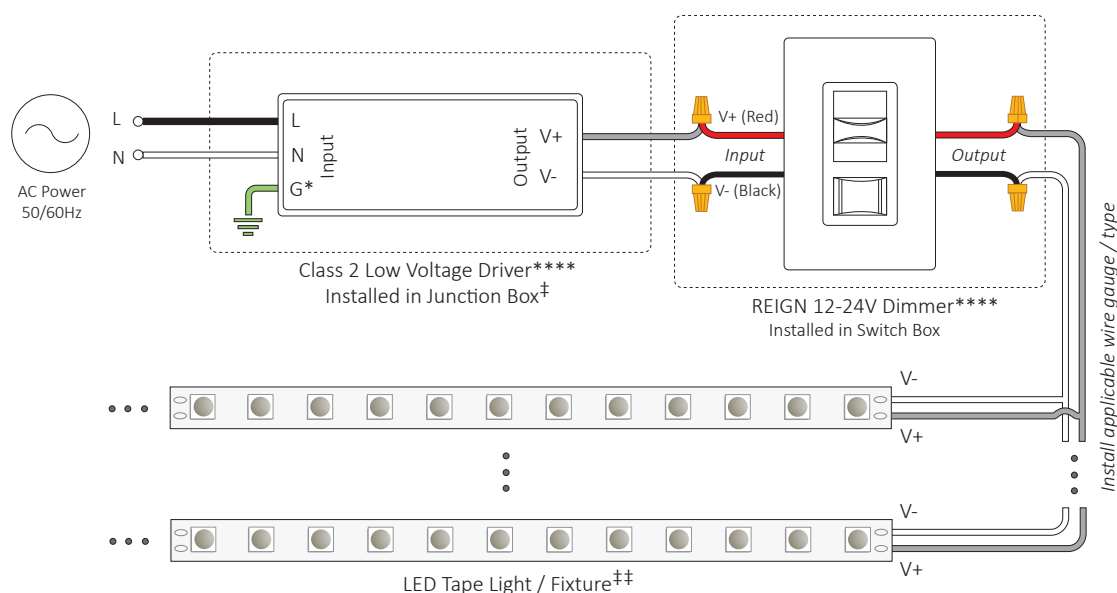 L
N
AC Power
50/60Hz
L
N
G*
Input
Output
V+
V-
Class 2 Low Voltage Driver****
Installed in Junction Box‡
V+ (Red)
Input
V- (Black)
Output
REIGN 12-24V Dimmer****
Installed in Switch Box
Install applicable wire gauge / type
V-
V+
V-
V+
LED Tape Light / Fixture‡‡